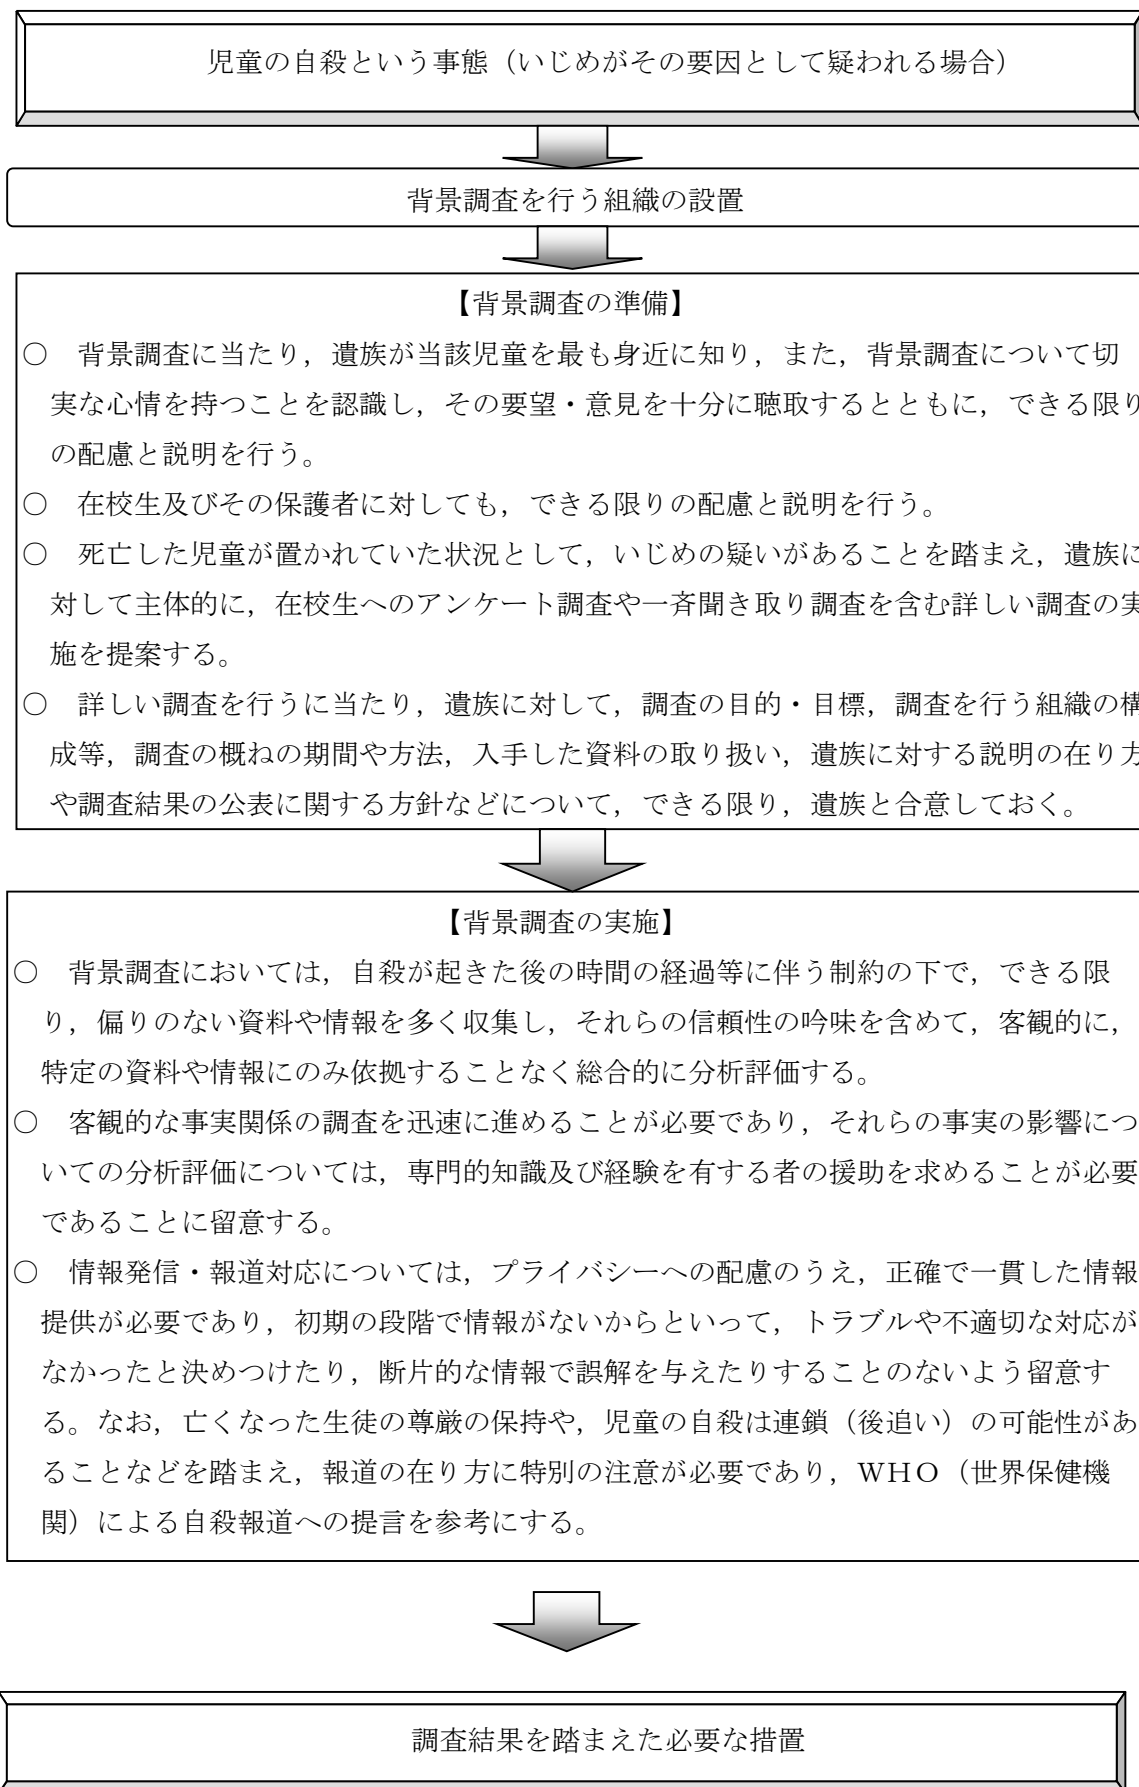 児童の自殺という事態（いじめがその要因として疑われる場合）
背景調査を行う組織の設置
【背景調査の準備】
○　背景調査に当たり，遺族が当該児童を最も身近に知り，また，背景調査について切
実な心情を持つことを認識し，その要望・意見を十分に聴取するとともに，できる限り
の配慮と説明を行う。
○　在校生及びその保護者に対しても，できる限りの配慮と説明を行う。
○　死亡した児童が置かれていた状況として，いじめの疑いがあることを踏まえ，遺族に
対して主体的に，在校生へのアンケート調査や一斉聞き取り調査を含む詳しい調査の実
施を提案する。
○　詳しい調査を行うに当たり，遺族に対して，調査の目的・目標，調査を行う組織の構
成等，調査の概ねの期間や方法，入手した資料の取り扱い，遺族に対する説明の在り方
や調査結果の公表に関する方針などについて，できる限り，遺族と合意しておく。
【背景調査の実施】
○　背景調査においては，自殺が起きた後の時間の経過等に伴う制約の下で，できる限
り，偏りのない資料や情報を多く収集し，それらの信頼性の吟味を含めて，客観的に，
特定の資料や情報にのみ依拠することなく総合的に分析評価する。
○　客観的な事実関係の調査を迅速に進めることが必要であり，それらの事実の影響につ
いての分析評価については，専門的知識及び経験を有する者の援助を求めることが必要
であることに留意する。
○　情報発信・報道対応については，プライバシーへの配慮のうえ，正確で一貫した情報
提供が必要であり，初期の段階で情報がないからといって，トラブルや不適切な対応が
なかったと決めつけたり，断片的な情報で誤解を与えたりすることのないよう留意す
る。なお，亡くなった生徒の尊厳の保持や，児童の自殺は連鎖（後追い）の可能性があ
ることなどを踏まえ，報道の在り方に特別の注意が必要であり，ＷＨＯ（世界保健機
関）による自殺報道への提言を参考にする。
調査結果を踏まえた必要な措置